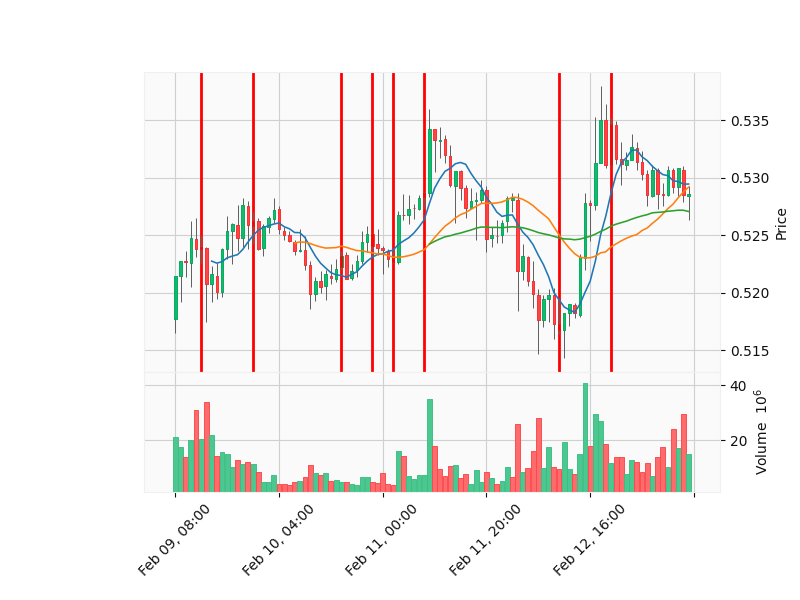 0.535
0.530
0.525
0.520
0.515
Price
40
20
Volume 10^6
Feb 09, 08:00
Feb 10, 04:00
Feb 11, 00:00
Feb 11, 20:00
Feb 12, 16:00